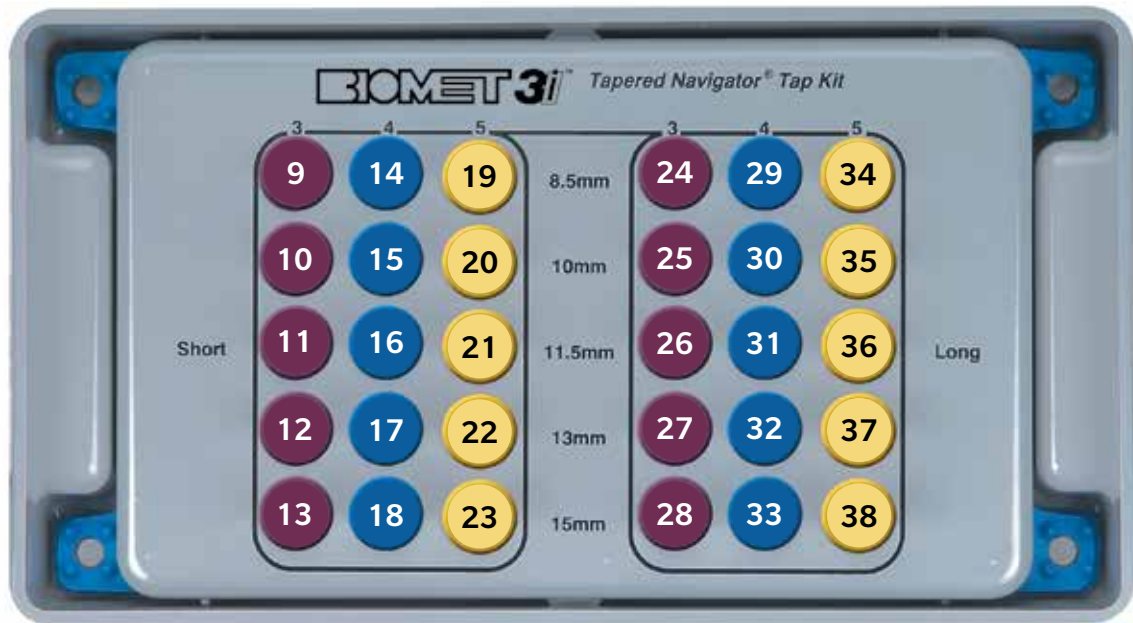 BIOMET 3i™ Tapered Navigator® Tap Kit
3 4 5 3 4 5
9 14 19 8.5mm 24 29 34
10 15 20 10mm 25 30 35
Short 11 16 21 11.5mm 26 31 36 Long
12 17 22 13mm 27 32 37
13 18 23 15mm 28 33 38